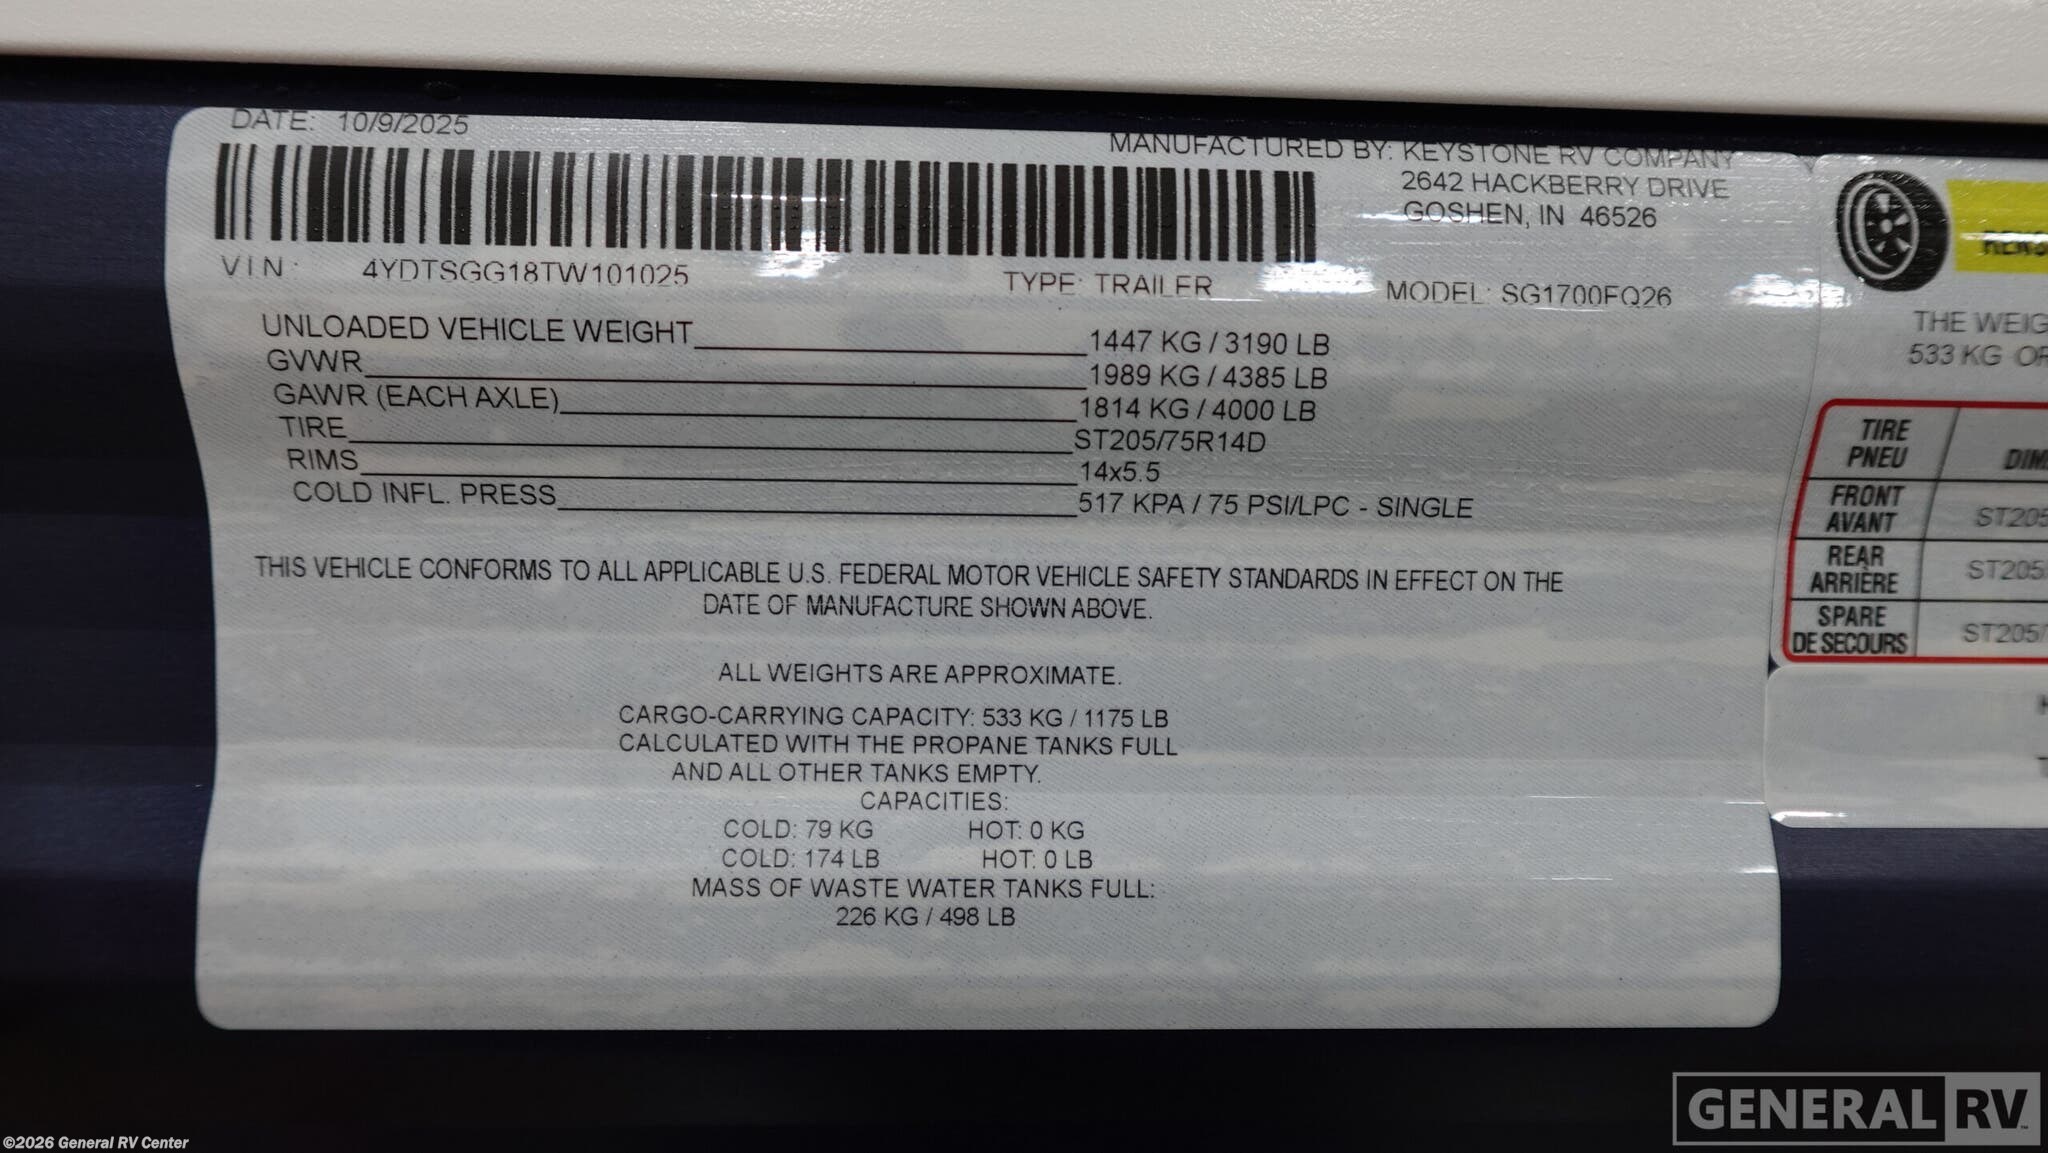 DATE: 10/9/2025
MANUFACTURED BY: KEYSTONE RV COMPANY
2642 HACKBERRY DRIVE
GOSHEN, IN 46526
VIN: 4YDTSGG18TW101025 TYPE: TRAILER MODEL: SG1700FQ26
UNLOADED VEHICLE WEIGHT 1447 KG / 3190 LB
GVWR 1989 KG / 4385 LB
GAWR (EACH AXLE) 1814 KG / 4000 LB
TIRE ST205/75R14D
RIMS 14x5.5
COLD INFL. PRESS 517 KPA / 75 PSI/LPC - SINGLE
THIS VEHICLE CONFORMS TO ALL APPLICABLE U.S. FEDERAL MOTOR VEHICLE SAFETY STANDARDS IN EFFECT ON THE
DATE OF MANUFACTURE SHOWN ABOVE.
ALL WEIGHTS ARE APPROXIMATE.
CARGO-CARRYING CAPACITY: 533 KG / 1175 LB
CALCULATED WITH THE PROPANE TANKS FULL
AND ALL OTHER TANKS EMPTY.
CAPACITIES:
COLD: 79 KG HOT: 0 KG
COLD: 174 LB HOT: 0 LB
MASS OF WASTE WATER TANKS FULL:
226 KG / 498 LB
THE WEIG
533 KG OR
TIRE
PNEU DIM
FRONT
AVANT ST205
REAR
ARRIÈRE ST205
SPARE
DE SECOURS ST205/
GENERAL RV
©2026 General RV Center